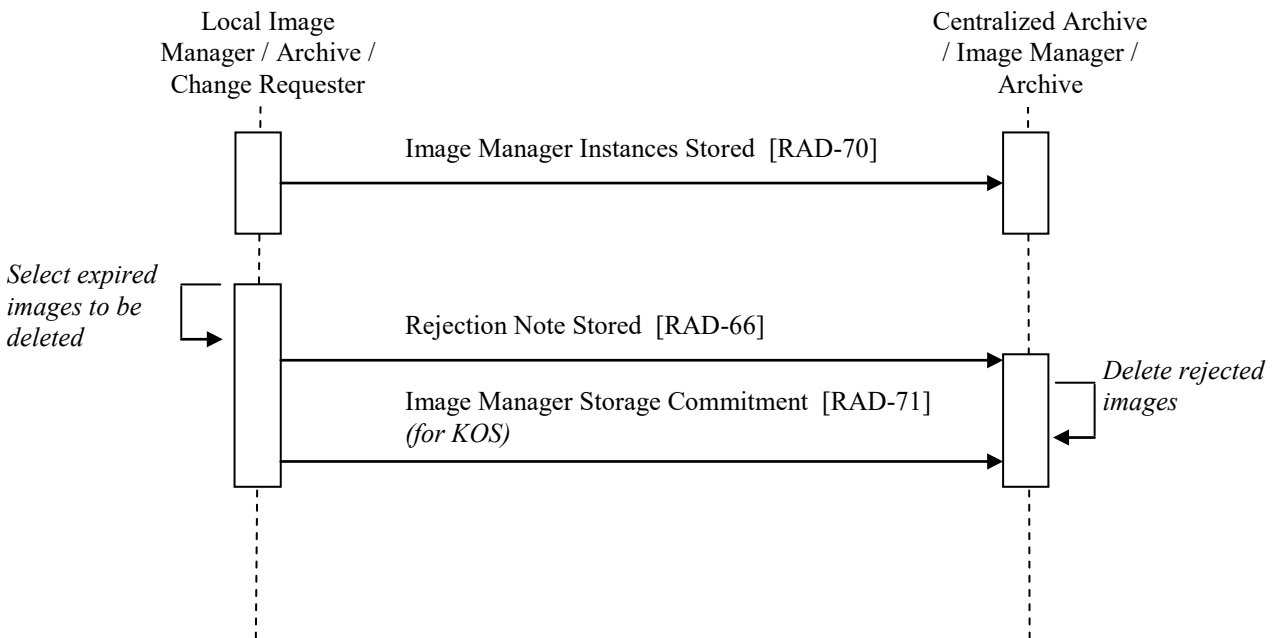 Local Image
Manager / Archive /
Change Requester
Centralized Archive
/ Image Manager /
Archive
Image Manager Instances Stored [RAD-70]
Select expired
images to be
deleted
Rejection Note Stored [RAD-66]
Delete rejected
images
Image Manager Storage Commitment [RAD-71]
(for KOS)